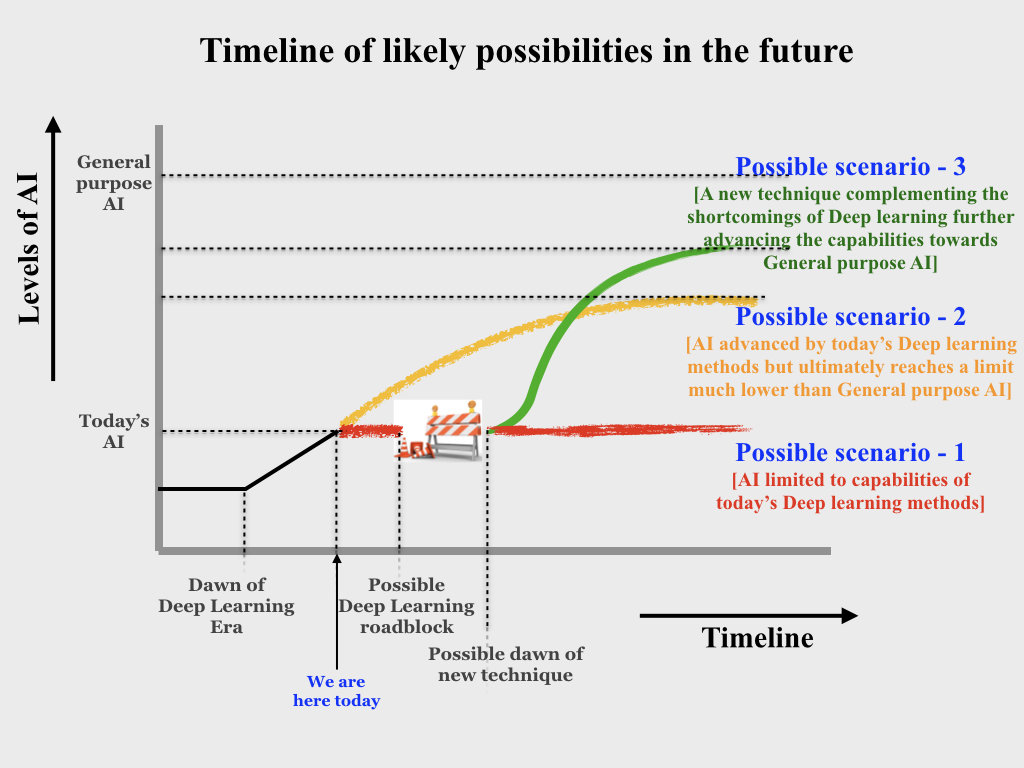 Timeline of likely possibilities in the future
Levels of AI
General
purpose
AI
Today’s
AI
Possible scenario - 3
[A new technique complementing the
shortcomings of Deep learning further
advancing the capabilities towards
General purpose AI]
Possible scenario - 2
[AI advanced by today’s Deep learning
methods but ultimately reaches a limit
much lower than General purpose AI]
Possible scenario - 1
[AI limited to capabilities of
today’s Deep learning methods]
Dawn of
Deep Learning
Era
Possible
Deep Learning
roadblock
Possible dawn of
new technique
We are
here today
Timeline